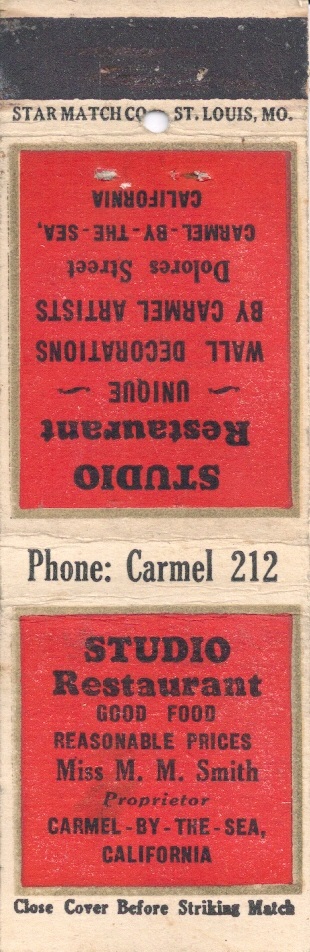 STAR MATCH CO. ST. LOUIS, MO.
STUDIO
Restaurant
~ UNIQUE ~
WALL DECORATIONS
BY CARMEL ARTISTS
Dolores Street
CARMEL-BY-THE-SEA,
CALIFORNIA
Phone: Carmel 212
STUDIO
Restaurant
GOOD FOOD
REASONABLE PRICES
Miss M. M. Smith
Proprietor
CARMEL-BY-THE-SEA,
CALIFORNIA
Close Cover Before Striking Match